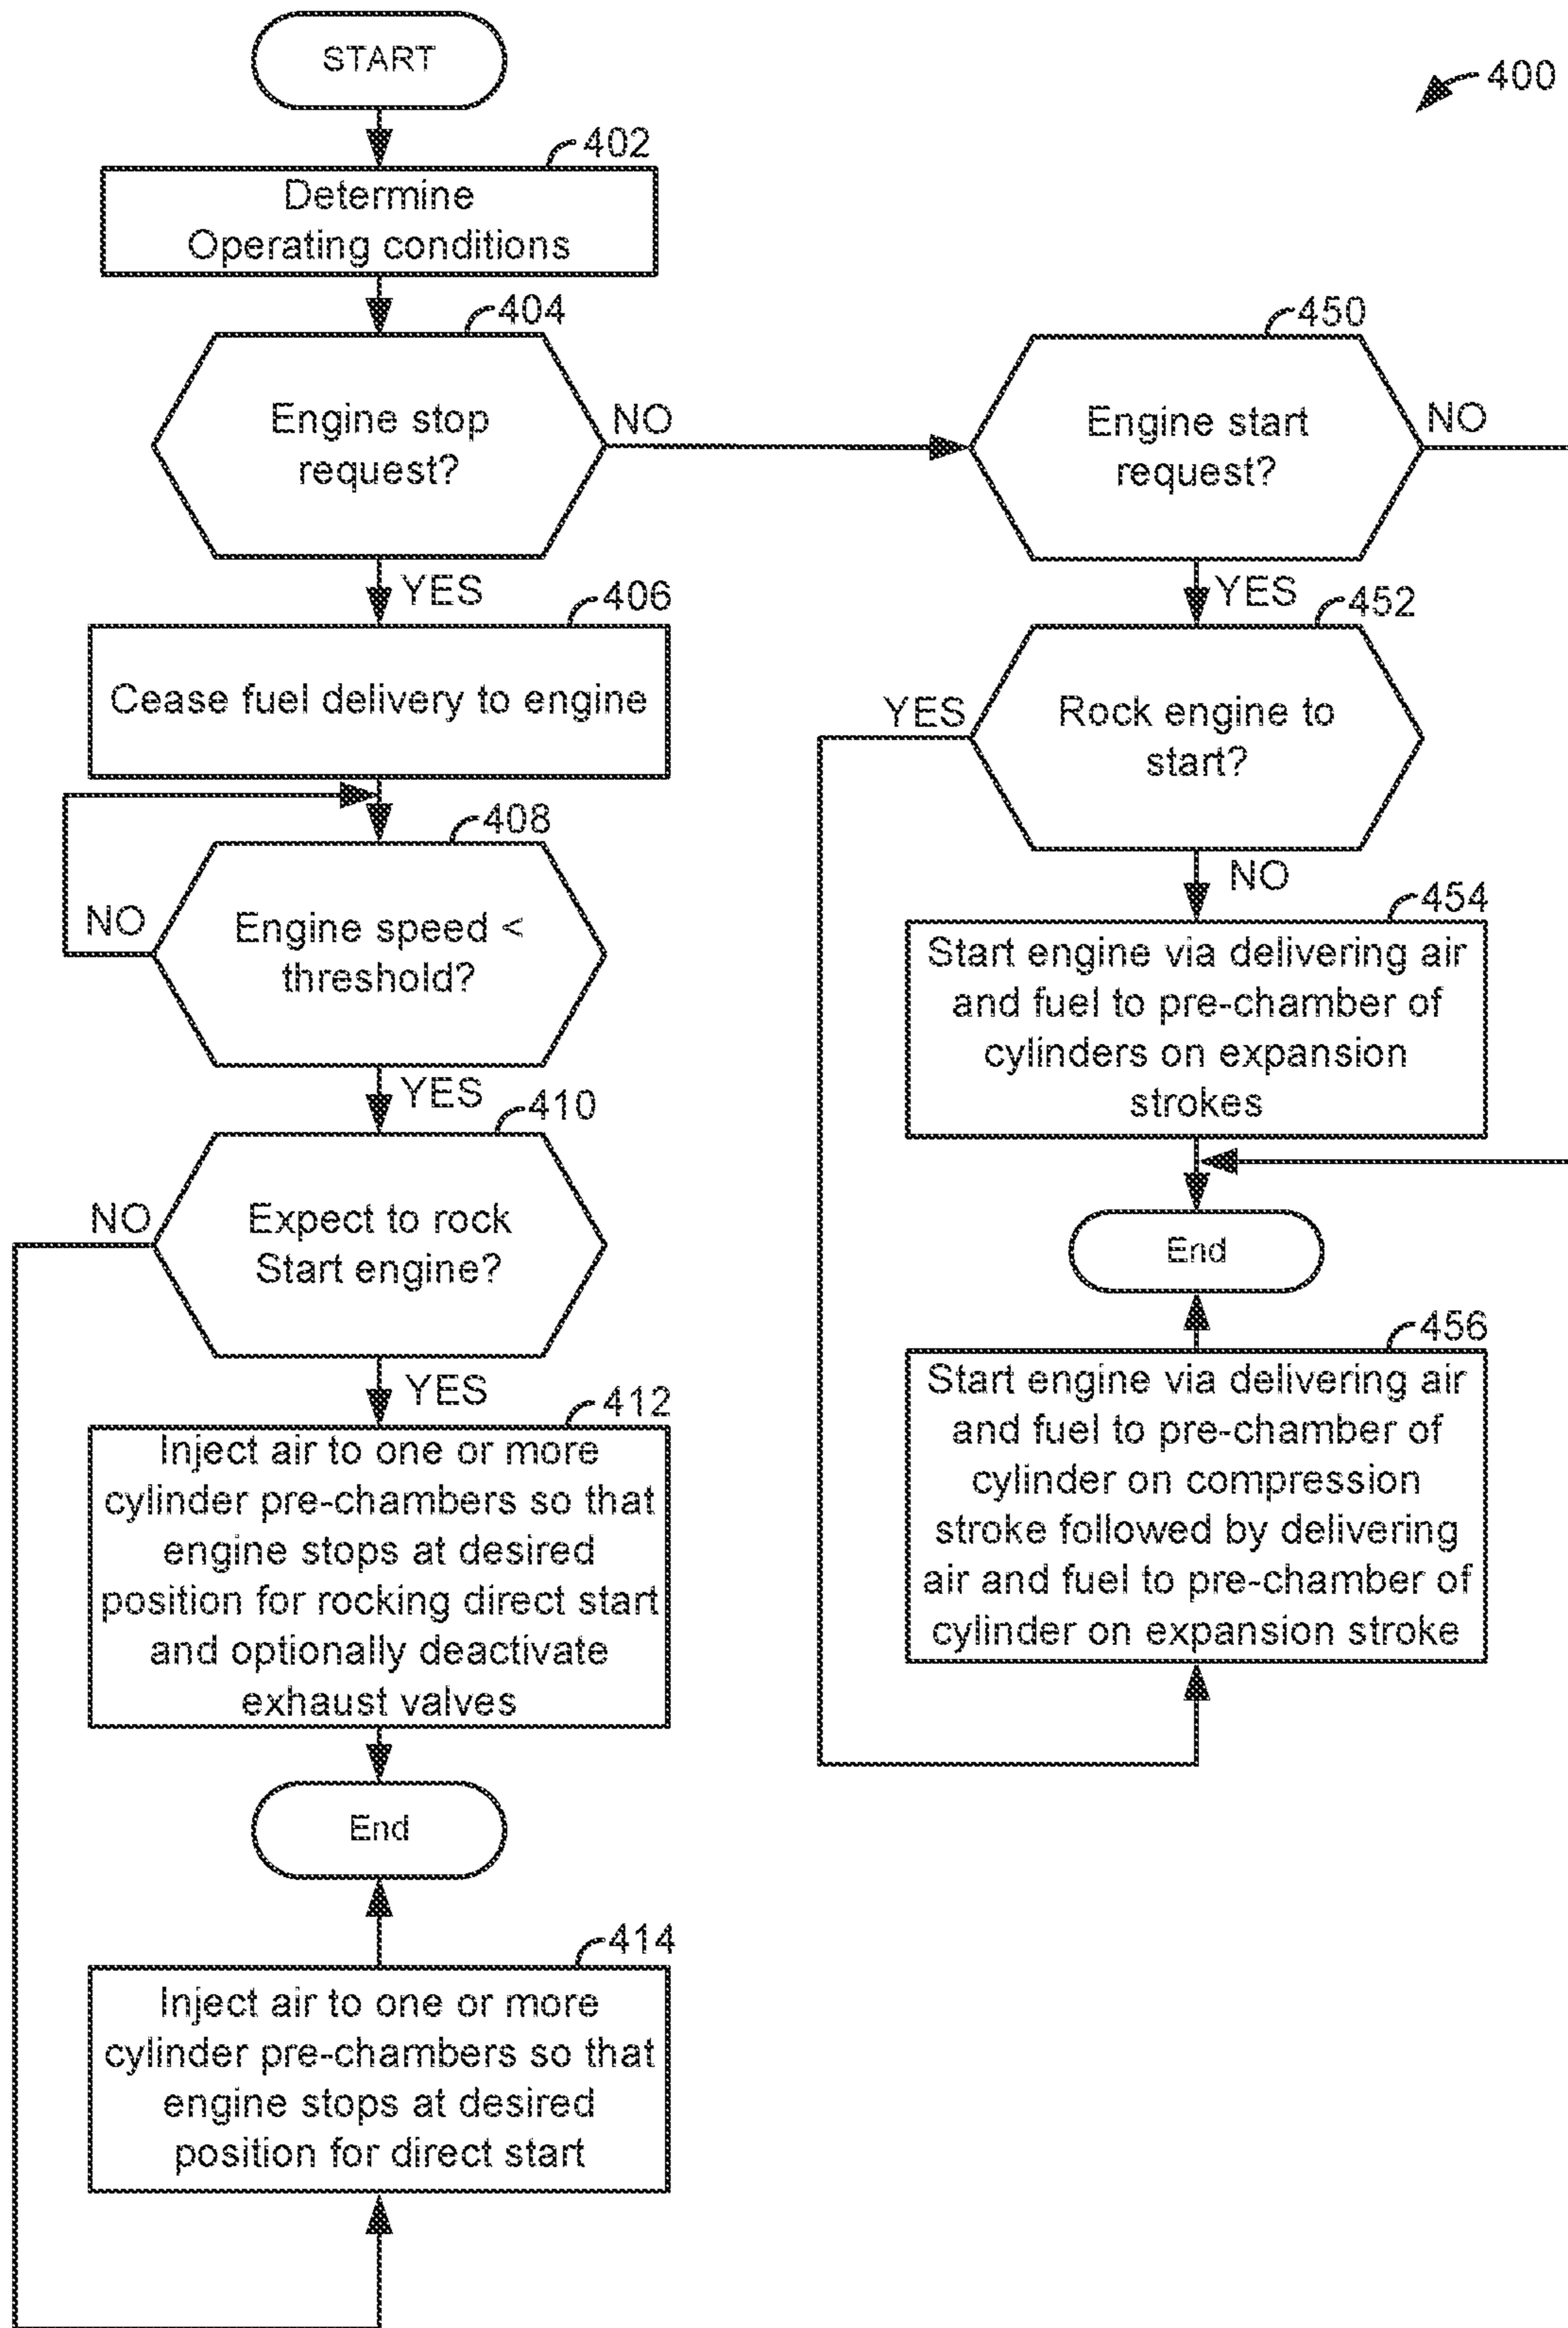 START
400
402
Determine
Operating conditions
404
Engine stop
request?
NO
YES
406
Cease fuel delivery to engine
408
Engine speed <
threshold?
NO
YES
410
Expect to rock
Start engine?
NO
YES
412
Inject air to one or more
cylinder pre-chambers so that
engine stops at desired
position for rocking direct start
and optionally deactivate
exhaust valves
End
414
Inject air to one or more
cylinder pre-chambers so that
engine stops at desired
position for direct start
450
Engine start
request?
NO
YES
452
Rock engine to
start?
YES
NO
454
Start engine via delivering air
and fuel to pre-chamber of
cylinders on expansion
strokes
End
456
Start engine via delivering air
and fuel to pre-chamber of
cylinder on compression
stroke followed by delivering
air and fuel to pre-chamber of
cylinder on expansion stroke